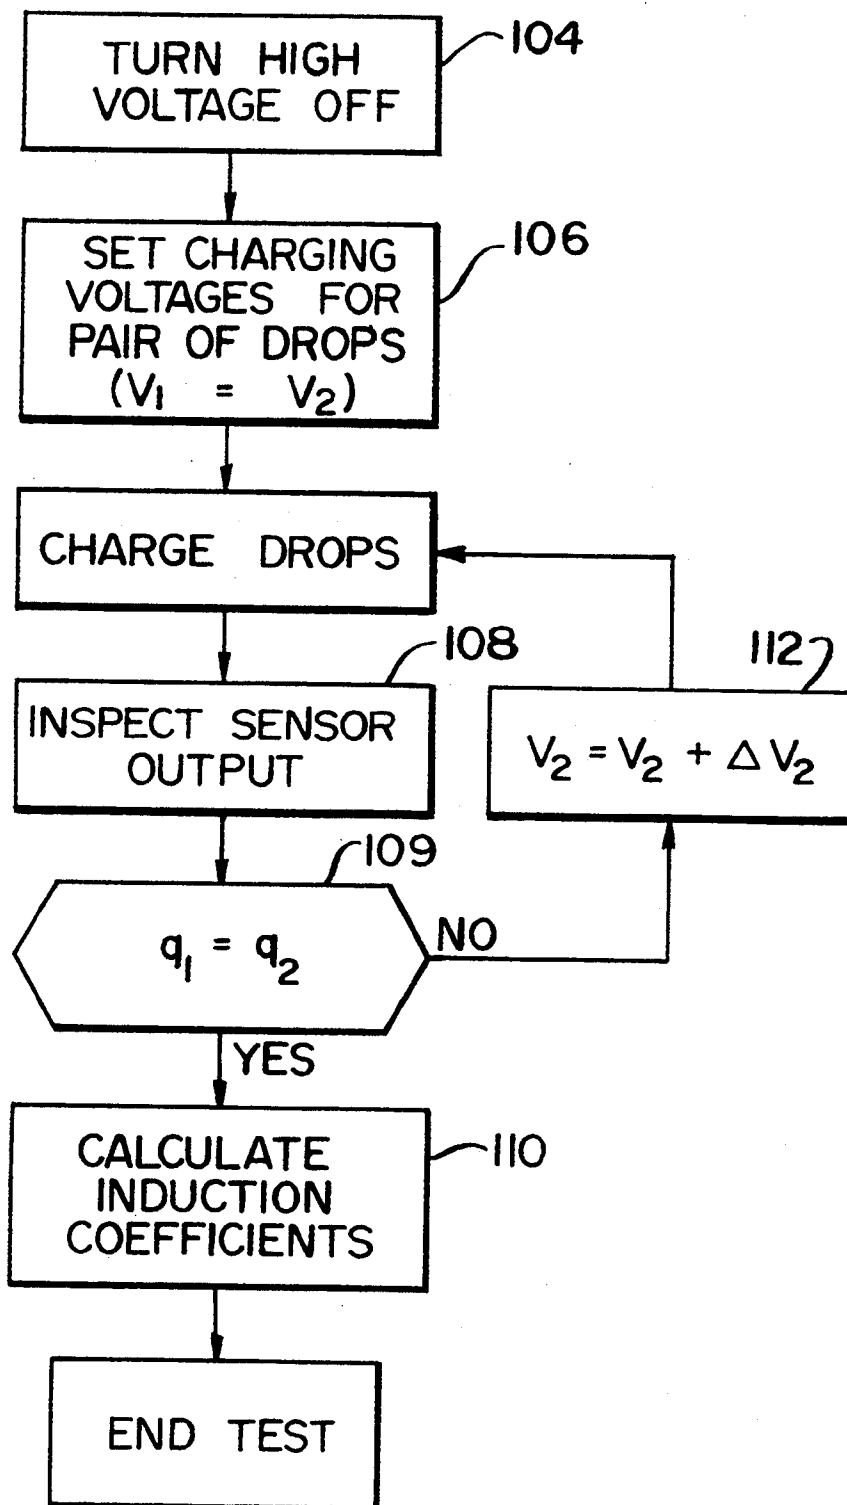 TURN HIGH
VOLTAGE OFF
104
SET CHARGING
VOLTAGES FOR
PAIR OF DROPS
(V₁ = V₂)
106
CHARGE DROPS
INSPECT SENSOR
OUTPUT
108
112
V₂ = V₂ + Δ V₂
109
q₁ = q₂
NO
YES
CALCULATE
INDUCTION
COEFFICIENTS
110
END TEST